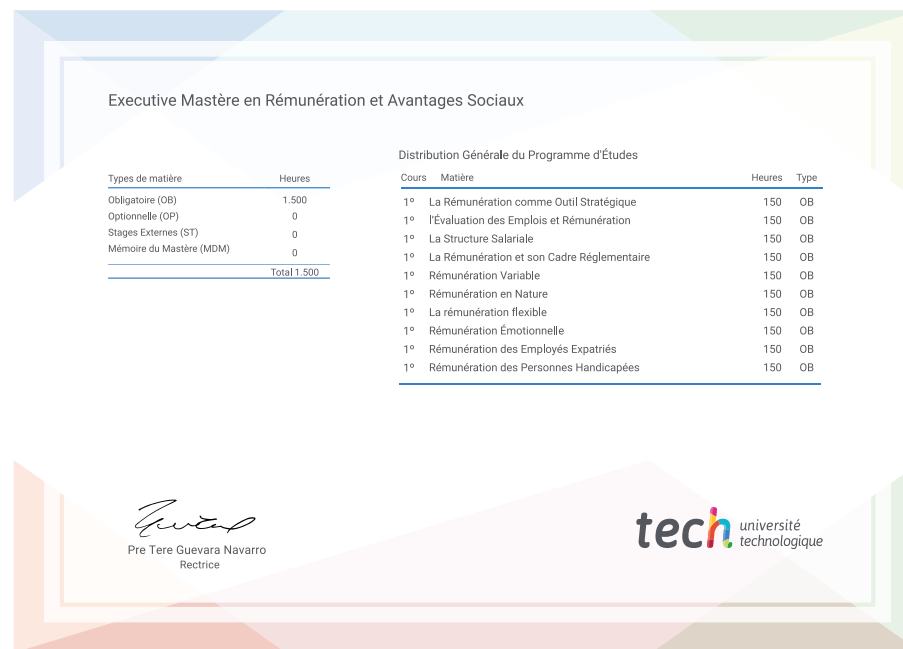 Executive Mastère en Rémunération et Avantages Sociaux
Types de matière Heures
Obligatoire (OB) 1.500
Optionnelle (OP) 0
Stages Externes (ST) 0
Mémoire du Mastère (MDM) 0
Total 1.500
Distribution Générale du Programme d'Études
Cours Matière Heures Type
1º La Rémunération comme Outil Stratégique 150 OB
1º l'Évaluation des Emplois et Rémunération 150 OB
1º La Structure Salariale 150 OB
1º La Rémunération et son Cadre Réglementaire 150 OB
1º Rémunération Variable 150 OB
1º Rémunération en Nature 150 OB
1º La rémunération flexible 150 OB
1º Rémunération Émotionnelle 150 OB
1º Rémunération des Employés Expatriés 150 OB
1º Rémunération des Personnes Handicapées 150 OB
Pre Tere Guevara Navarro
Rectrice
tech université
technologique